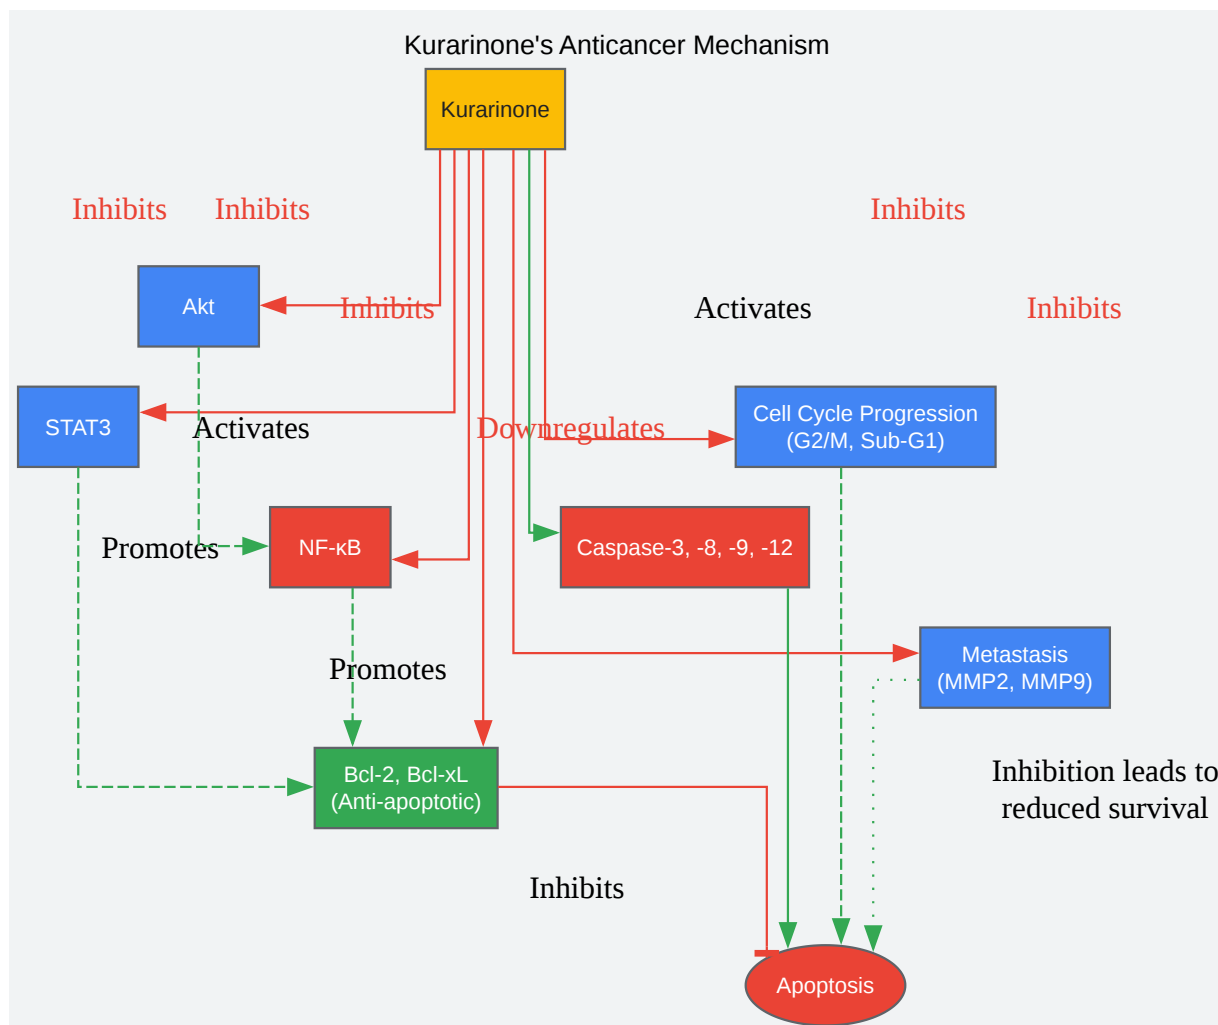 Kurarinone's Anticancer Mechanism
Kurarinone
Inhibits
Inhibits
Inhibits
Akt
Inhibits
Activates
Inhibits
STAT3
Activates
Downregulates
Cell Cycle Progression
(G2/M, Sub-G1)
Promotes
NF-κB
Caspase-3, -8, -9, -12
Promotes
Metastasis
(MMP2, MMP9)
Bcl-2, Bcl-xL
(Anti-apoptotic)
Inhibition leads to
reduced survival
Inhibits
Apoptosis